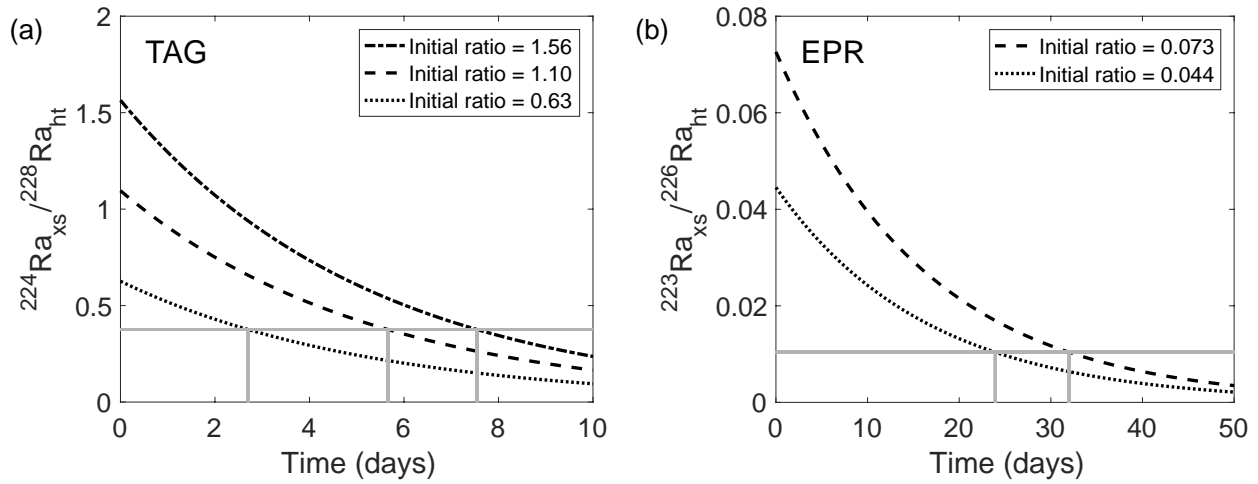 (a)
TAG
Initial ratio = 1.56
Initial ratio = 1.10
Initial ratio = 0.63
2
1.5
1
0.5
0
²²⁴Raₓₛ/²²⁸Raₕₜ
0 2 4 6 8 10
Time (days)
(b)
EPR
Initial ratio = 0.073
Initial ratio = 0.044
0.08
0.06
0.04
0.02
0
²²³Raₓₛ/²²⁶Raₕₜ
0 10 20 30 40 50
Time (days)